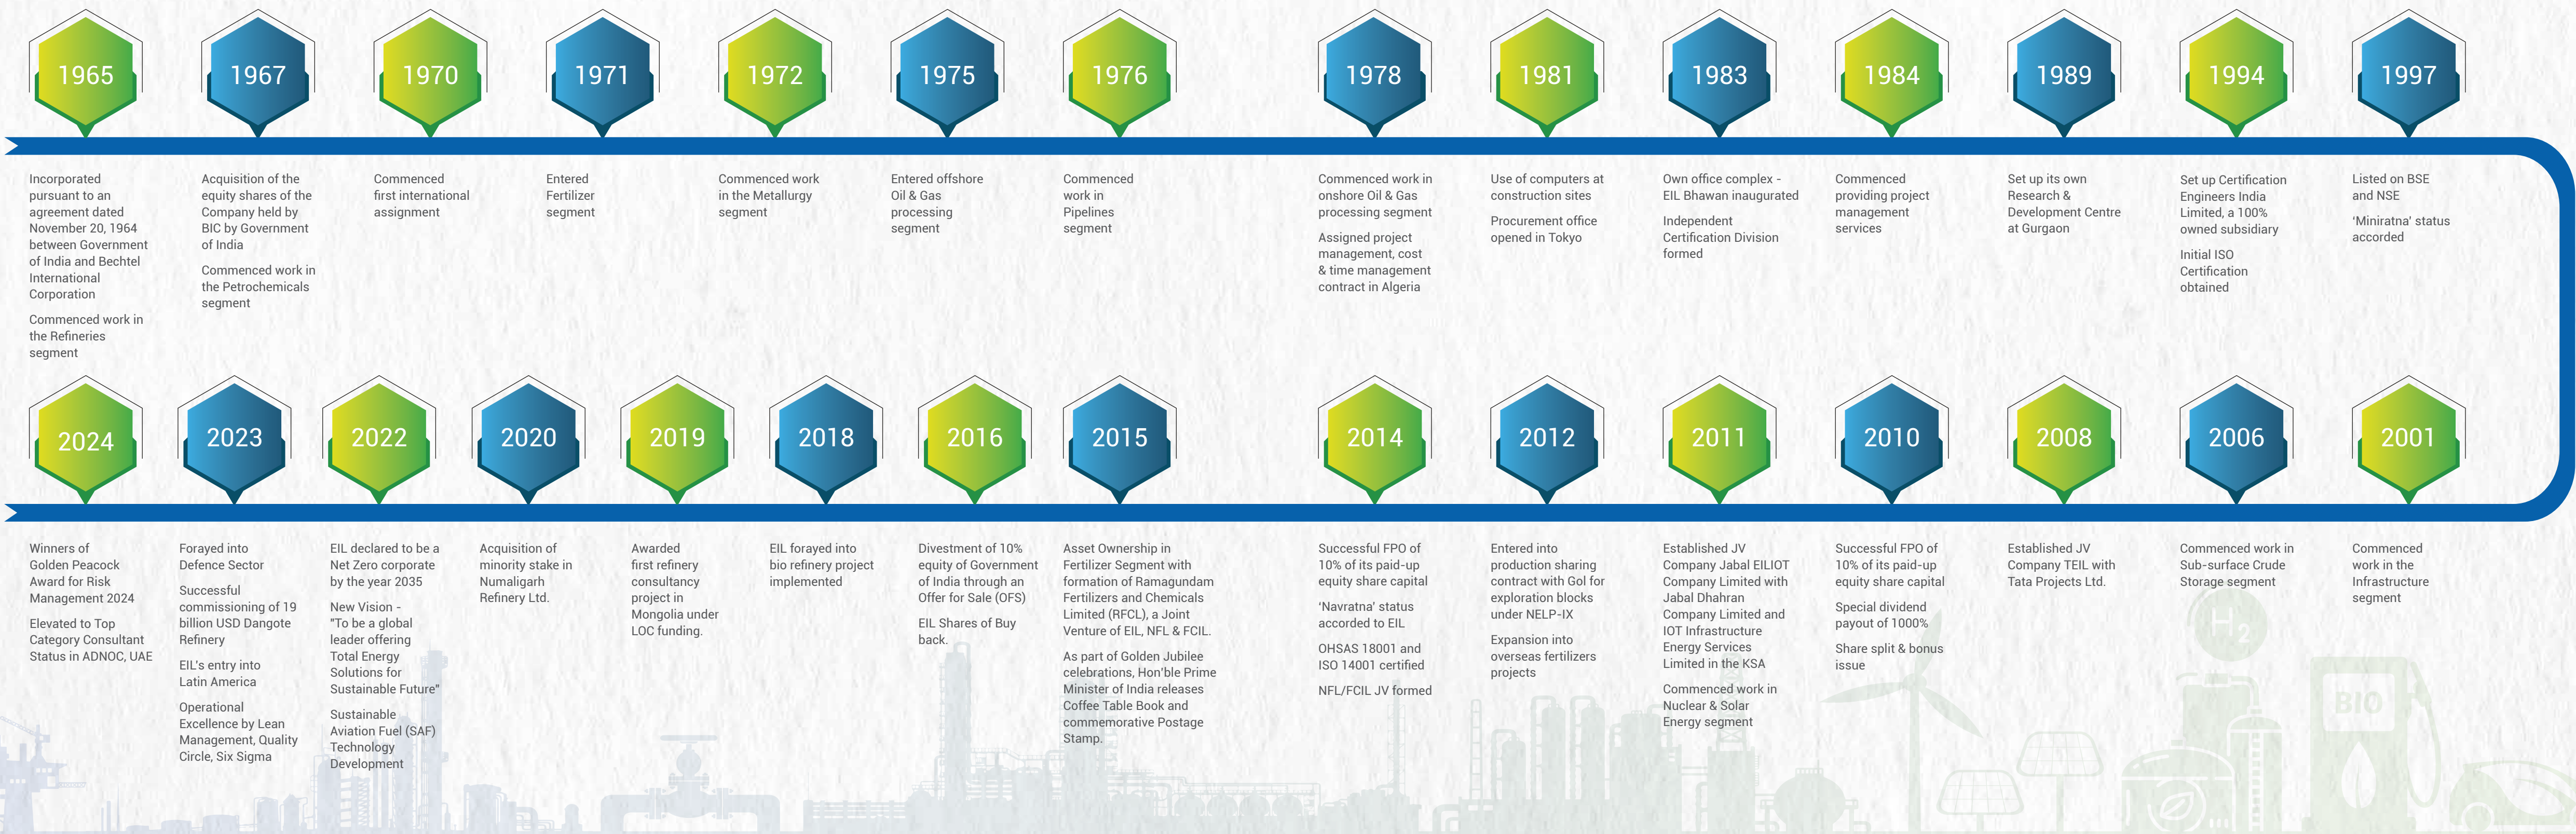 1965
Incorporated
pursuant to an
agreement dated
November 20, 1964
between Government
of India and Bechtel
International
Corporation
Commenced work in
the Refineries
segment
1967
Acquisition of the
equity shares of the
Company held by
BIC by Government
of India
Commenced work in
the Petrochemicals
segment
1970
Commenced
first international
assignment
1971
Entered
Fertilizer
segment
1972
Commenced work
in the Metallurgy
segment
1975
Entered offshore
Oil & Gas
processing
segment
1976
Commenced
work in
Pipelines
segment
1978
Commenced work in
onshore Oil & Gas
processing segment
Assigned project
management, cost
& time management
contract in Algeria
1981
Use of computers at
construction sites
Procurement office
opened in Tokyo
1983
Own office complex -
EIL Bhawan inaugurated
Independent
Certification Division
formed
1984
Commenced
providing project
management
services
1989
Set up its own
Research &
Development Centre
at Gurgaon
1994
Set up Certification
Engineers India
Limited, a 100%
owned subsidiary
Initial ISO
Certification
obtained
1997
Listed on BSE
and NSE
‘Miniratna’ status
accorded
2001
Commenced
work in the
Infrastructure
segment
2006
Commenced work in
Sub-surface Crude
Storage segment
2008
Established JV
Company TEIL with
Tata Projects Ltd.
2010
Successful FPO of
10% of its paid-up
equity share capital
Special dividend
payout of 1000%
Share split & bonus
issue
2011
Established JV
Company Jabal EILIOT
Company Limited with
Jabal Dhahran
Company Limited and
IOT Infrastructure
Energy Services
Limited in the KSA
Commenced work in
Nuclear & Solar
Energy segment
2012
Entered into
production sharing
contract with GoI for
exploration blocks
under NELP-IX
Expansion into
overseas fertilizers
projects
2014
Successful FPO of
10% of its paid-up
equity share capital
‘Navratna’ status
accorded to EIL
OHSAS 18001 and
ISO 14001 certified
NFL/FCIL JV formed
2015
Asset Ownership in
Fertilizer Segment with
formation of Ramagundam
Fertilizers and Chemicals
Limited (RFCL), a Joint
Venture of EIL, NFL & FCIL.
As part of Golden Jubilee
celebrations, Hon’ble Prime
Minister of India releases
Coffee Table Book and
commemorative Postage
Stamp.
2016
Divestment of 10%
equity of Government
of India through an
Offer for Sale (OFS)
EIL Shares of Buy
back.
2018
EIL forayed into
bio refinery project
implemented
2019
Awarded
first refinery
consultancy
project in
Mongolia under
LOC funding.
2020
Acquisition of
minority stake in
Numaligarh
Refinery Ltd.
2022
EIL declared to be a
Net Zero corporate
by the year 2035
New Vision -
"To be a global
leader offering
Total Energy
Solutions for
Sustainable Future"
Sustainable
Aviation Fuel (SAF)
Technology
Development
2023
Forayed into
Defence Sector
Successful
commissioning of 19
billion USD Dangote
Refinery
EIL’s entry into
Latin America
Operational
Excellence by Lean
Management, Quality
Circle, Six Sigma
2024
Winners of
Golden Peacock
Award for Risk
Management 2024
Elevated to Top
Category Consultant
Status in ADNOC, UAE
H2
BIO